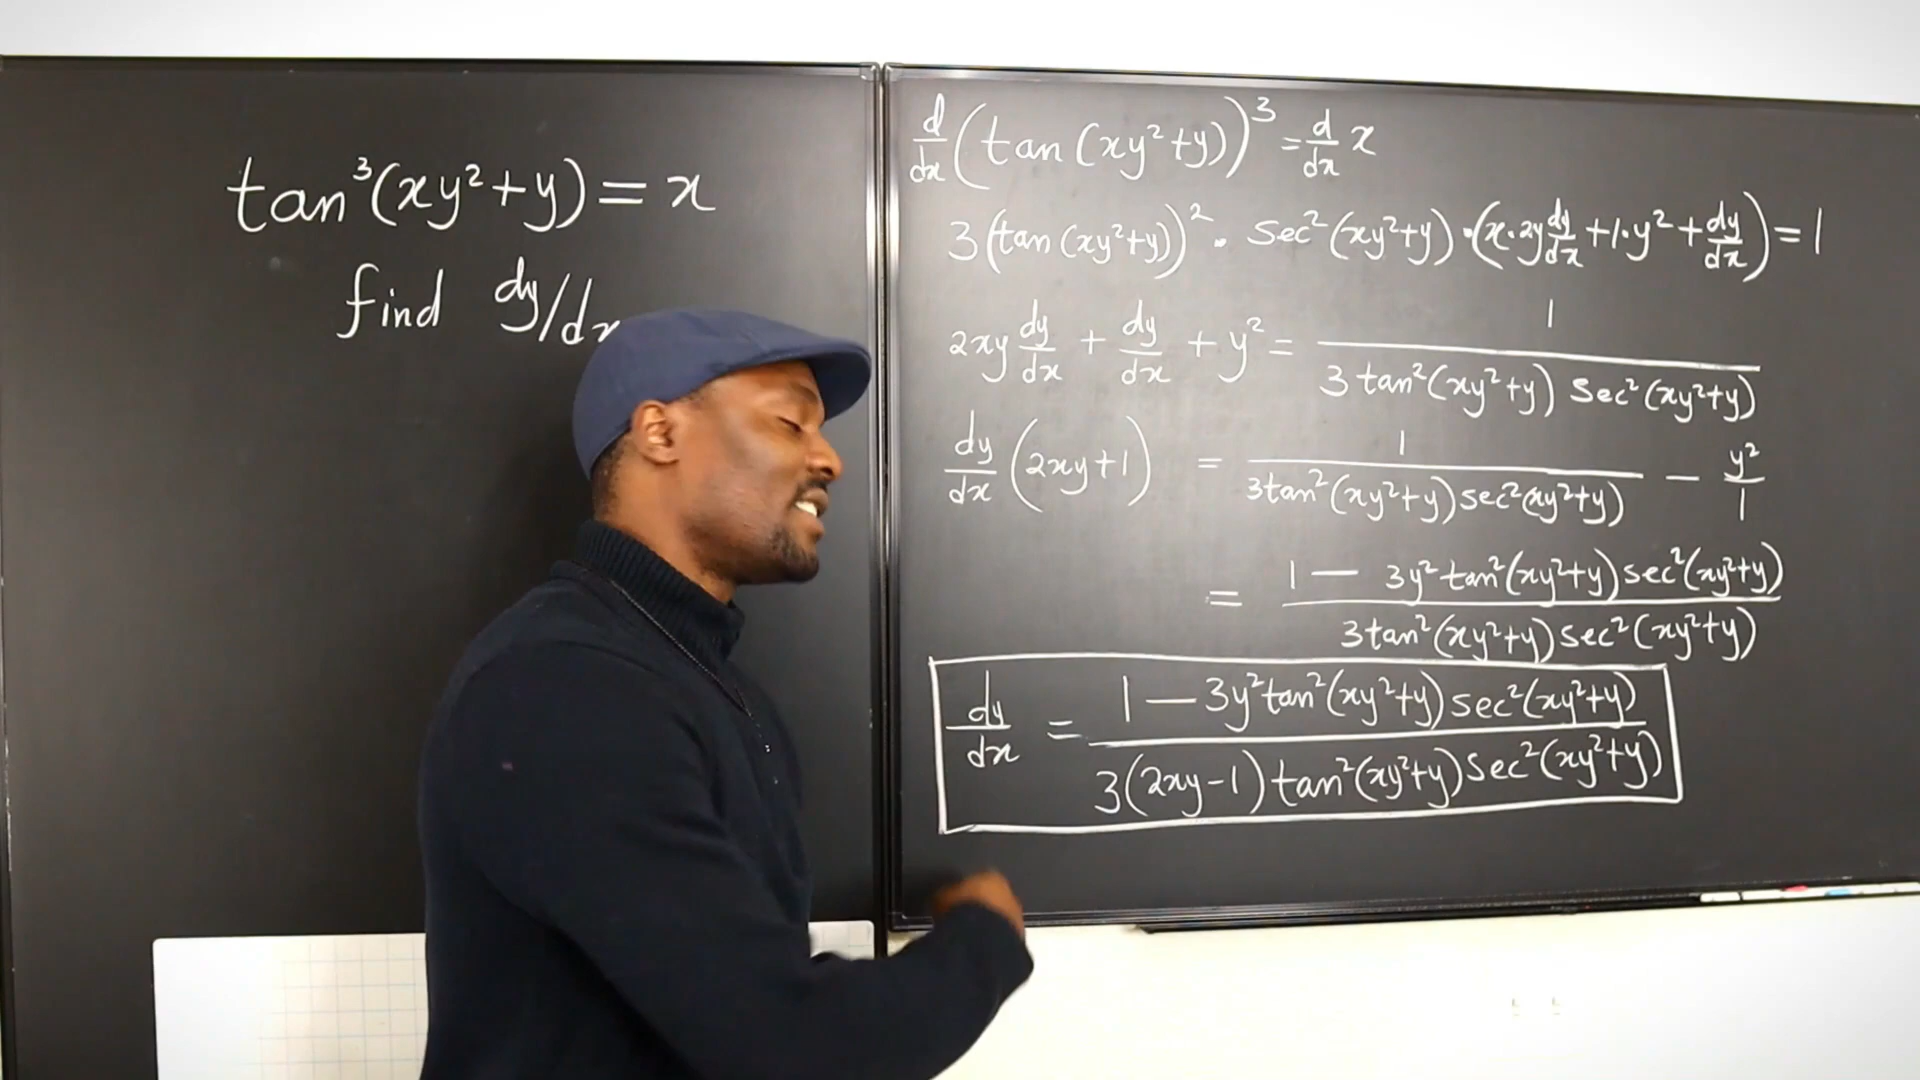 tan³(xy²+y) = x
find dy/dx
d/dx (tan (xy²+y))³ = d/dx x
3(tan (xy²+y))² · sec²(xy²+y) · (x·2y dy/dx + 1·y² + dy/dx) = 1
2xy dy/dx + dy/dx + y² = 1 / 3 tan²(xy²+y) sec²(xy²+y)
dy/dx (2xy+1) = 1 / 3tan²(xy²+y)sec²(xy²+y) − y²/1
= 1 − 3y² tan²(xy²+y) sec²(xy²+y) / 3tan²(xy²+y) sec²(xy²+y)
dy/dx = 1 − 3y² tan²(xy²+y) sec²(xy²+y) / 3(2xy−1) tan²(xy²+y) sec²(xy²+y)